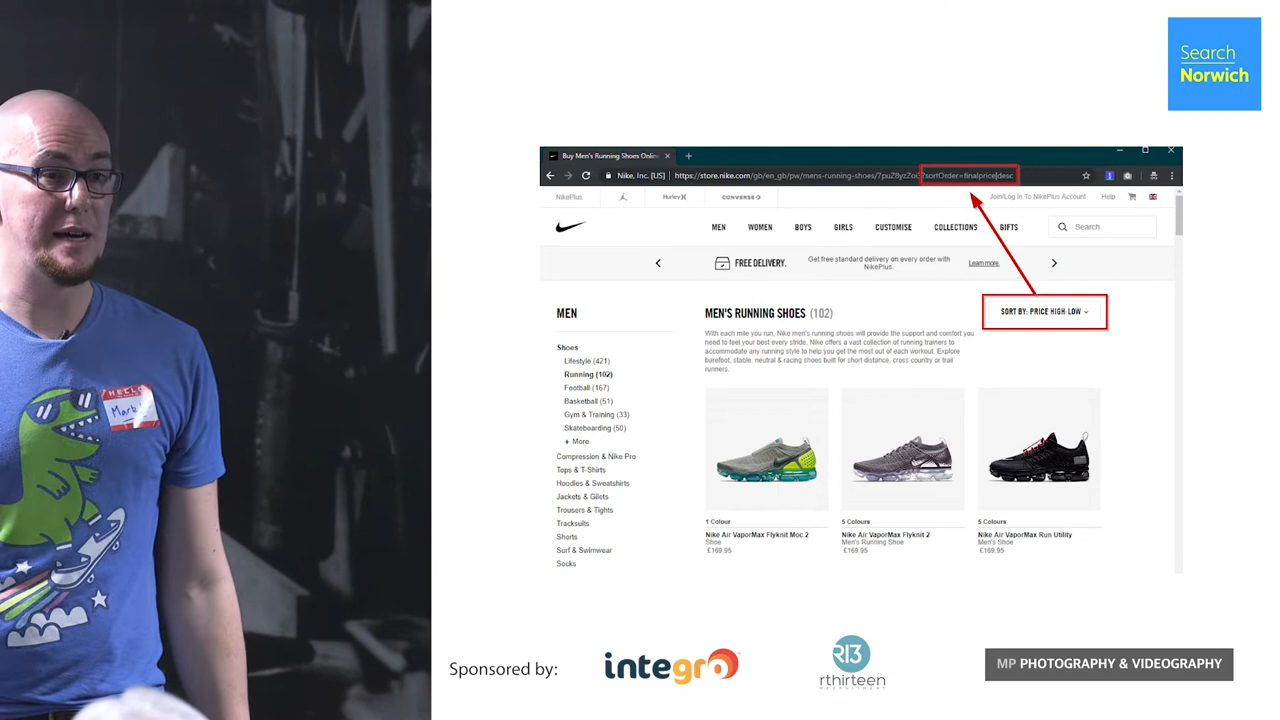 HELLO
Mark
Search
Norwich
Buy Men's Running Shoes Online
Nike, Inc. [US]
https://store.nike.com/gb/en_gb/pw/mens-running-shoes/7puZ8yzZoi3?sortOrder=finalprice|desc
NikePlus
Hurley
CONVERSE
Join/Log In To NikePlus Account
Help
MEN WOMEN BOYS GIRLS CUSTOMISE COLLECTIONS GIFTS
Search
FREE DELIVERY.
Get free standard delivery on every order with
NikePlus.
Learn more.
MEN
Shoes
Lifestyle (421)
Running (102)
Football (167)
Basketball (51)
Gym & Training (33)
Skateboarding (50)
+ More
Compression & Nike Pro
Tops & T-Shirts
Hoodies & Sweatshirts
Jackets & Gilets
Trousers & Tights
Tracksuits
Shorts
Surf & Swimwear
Socks
MEN'S RUNNING SHOES (102)
SORT BY: PRICE HIGH-LOW
With each mile you run, Nike men's running shoes will provide the support and comfort you
need to feel your best every stride. Nike offers a vast collection of running trainers to
accommodate any running style to help you get the most out of each workout. Explore
barefoot, stable, neutral & racing shoes built for short distance, cross country or trail
runners.
1 Colour
Nike Air VaporMax Flyknit Moc 2
Shoe
£169.95
5 Colours
Nike Air VaporMax Flyknit 2
Men's Running Shoe
£169.95
5 Colours
Nike Air VaporMax Run Utility
Men's Shoe
£169.95
Sponsored by:
integro
R13
rthirteen
RECRUITMENT
MP PHOTOGRAPHY & VIDEOGRAPHY